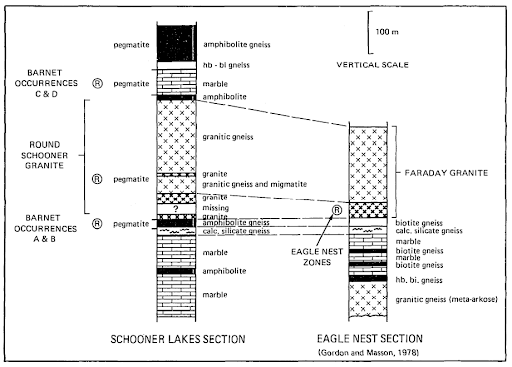 100 m
VERTICAL SCALE
pegmatite
amphibolite gneiss
hb - bi gneiss
BARNET
OCCURRENCES
C & D
R
pegmatite
marble
amphibolite
ROUND
SCHOONER
GRANITE
granitic gneiss
granite
R
pegmatite
granitic gneiss and migmatite
granite
?
missing
granite
BARNET
OCCURRENCES
A & B
R
pegmatite
amphibolite gneiss
calc. silicate gneiss
marble
amphibolite
marble
FARADAY GRANITE
R
EAGLE NEST
ZONES
biotite gneiss
calc. silicate gneiss
marble
biotite gneiss
marble
biotite gneiss
hb. bi. gneiss
granitic gneiss (meta-arkose)
SCHOONER LAKES SECTION
EAGLE NEST SECTION
(Gordon and Masson, 1978)